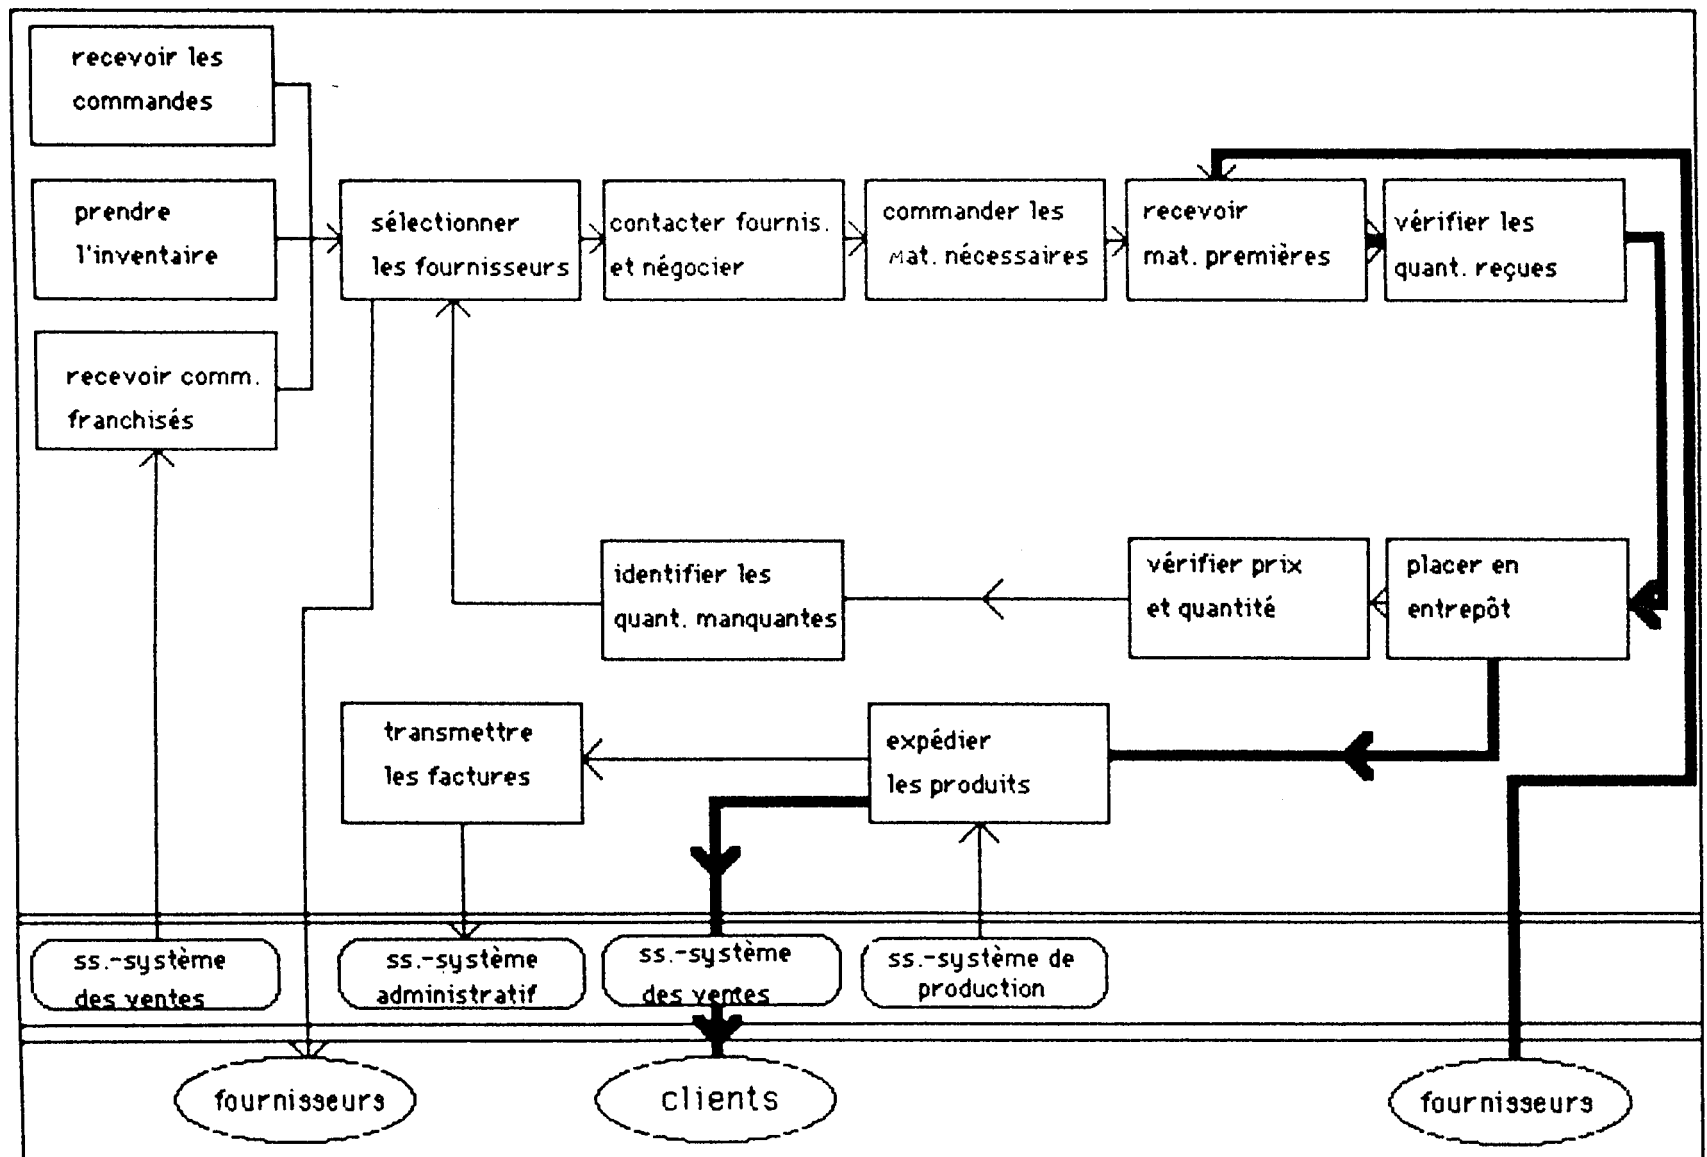 recevoir les
commandes
prendre
l'inventaire
recevoir comm.
franchisés
sélectionner
les fournisseurs
contacter fournis.
et négocier
commander les
mat. nécessaires
recevoir
mat. premières
vérifier les
quant. reçues
identifier les
quant. manquantes
vérifier prix
et quantité
placer en
entrepôt
transmettre
les factures
expédier
les produits
ss.-système
des ventes
ss.-système
administratif
ss.-système
des ventes
ss.-système de
production
fournisseurs
clients
fournisseurs